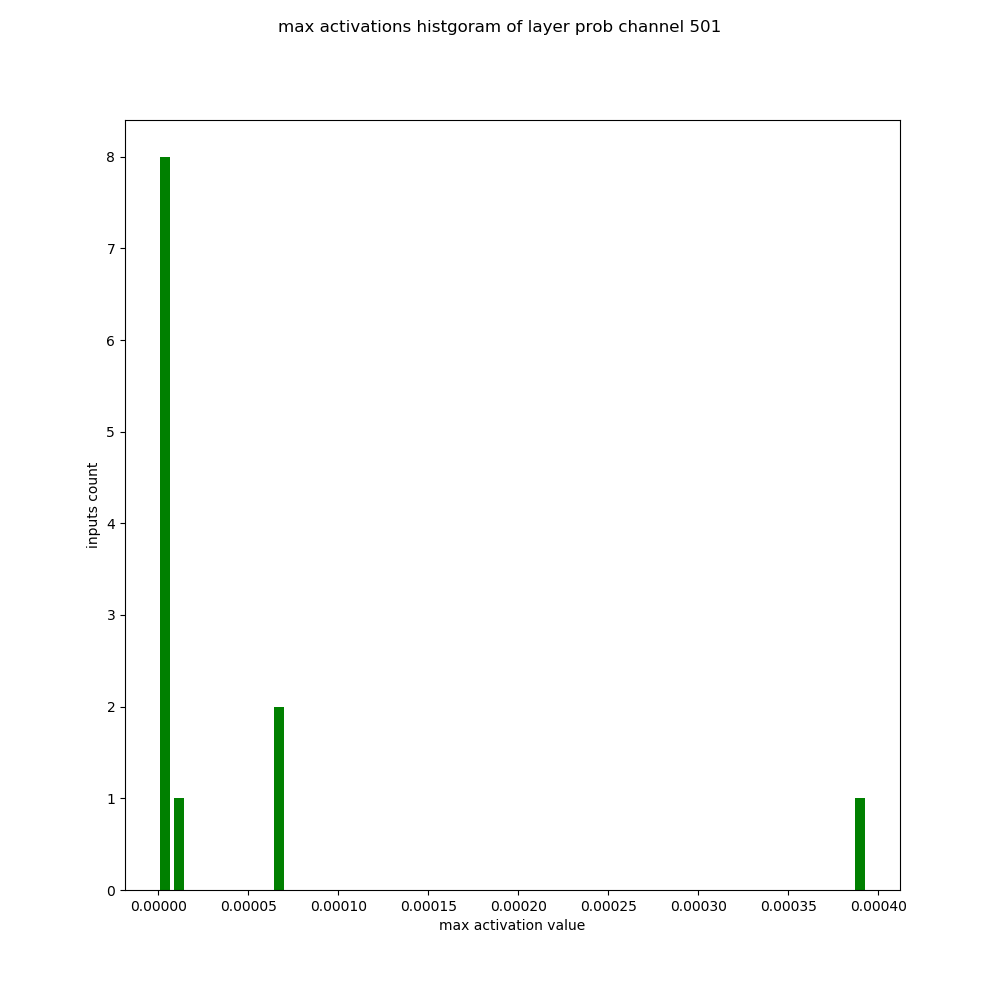 max activations histgoram of layer prob channel 501
8
7
6
5
4
3
2
1
0
inputs count
0.00000 0.00005 0.00010 0.00015 0.00020 0.00025 0.00030 0.00035 0.00040
max activation value